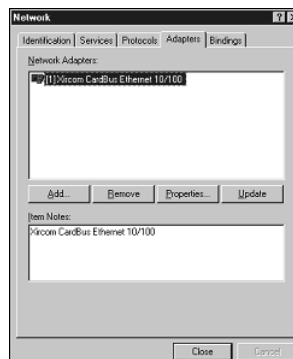 Network
Identification Services Protocols Adapters Bindings
Network Adapters:
[1] Xircom CardBus Ethernet 10/100
Add... Remove Properties... Update
Item Notes:
Xircom CardBus Ethernet 10/100
Close Cancel